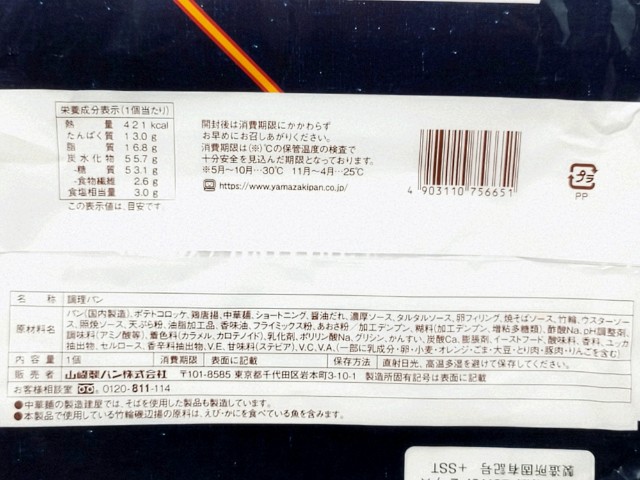 栄養成分表示(1個当たり)
熱量 421 kcal
たんぱく質 13.0 g
脂質 16.8 g
炭水化物 55.7 g
-糖質 53.1 g
-食物繊維 2.6 g
食塩相当量 3.0 g
この表示値は、目安です。
開封後は消費期限にかかわらず
お早めにお召しあがりください。
消費期限は(※)℃の保管温度の検査で
十分安全を見込んだ期限となっております。
※5月〜10月…30℃ 11月〜4月…25℃
https://www.yamazakipan.co.jp/
4 903110 756651
プラ
PP
名称 調理パン
原材料名 パン(国内製造)、ポテトコロッケ、鶏唐揚、中華麺、ショートニング、醤油だれ、濃厚ソース、タルタルソース、卵フィリング、焼そばソース、竹輪、ウスターソー
ス、照焼ソース、天ぷら粉、油脂加工品、香味油、フライミックス粉、あおさ粉/加工デンプン、糊料(加工デンプン、増粘多糖類)、酢酸Na、pH調整剤、
調味料(アミノ酸等)、着色料(カラメル、カロテノイド)、乳化剤、ポリリン酸Na、グリシン、かんすい、炭酸Ca、膨脹剤、イーストフード、酸味料、香料、ユッカ
抽出物、セルロース、香辛料抽出物、V.E、甘味料(ステビア)、V.C、V.A、(一部に乳成分・卵・小麦・オレンジ・ごま・大豆・とり肉・豚肉・りんごを含む)
内容量 1個 消費期限 表面に記載 保存方法 直射日光、高温多湿を避けて保存してください。
販売者 山崎製パン株式会社 〒101-8585 東京都千代田区岩本町3-10-1 製造所固有記号は表面に記載
お客様相談室 0120-811-114
●中華麺の製造建屋では、そばを使用した製品も製造しています。
●本製品で使用している竹輪磯辺揚の原料は、えび・かにを食べている魚を含みます。
製造所固有記号 +SST